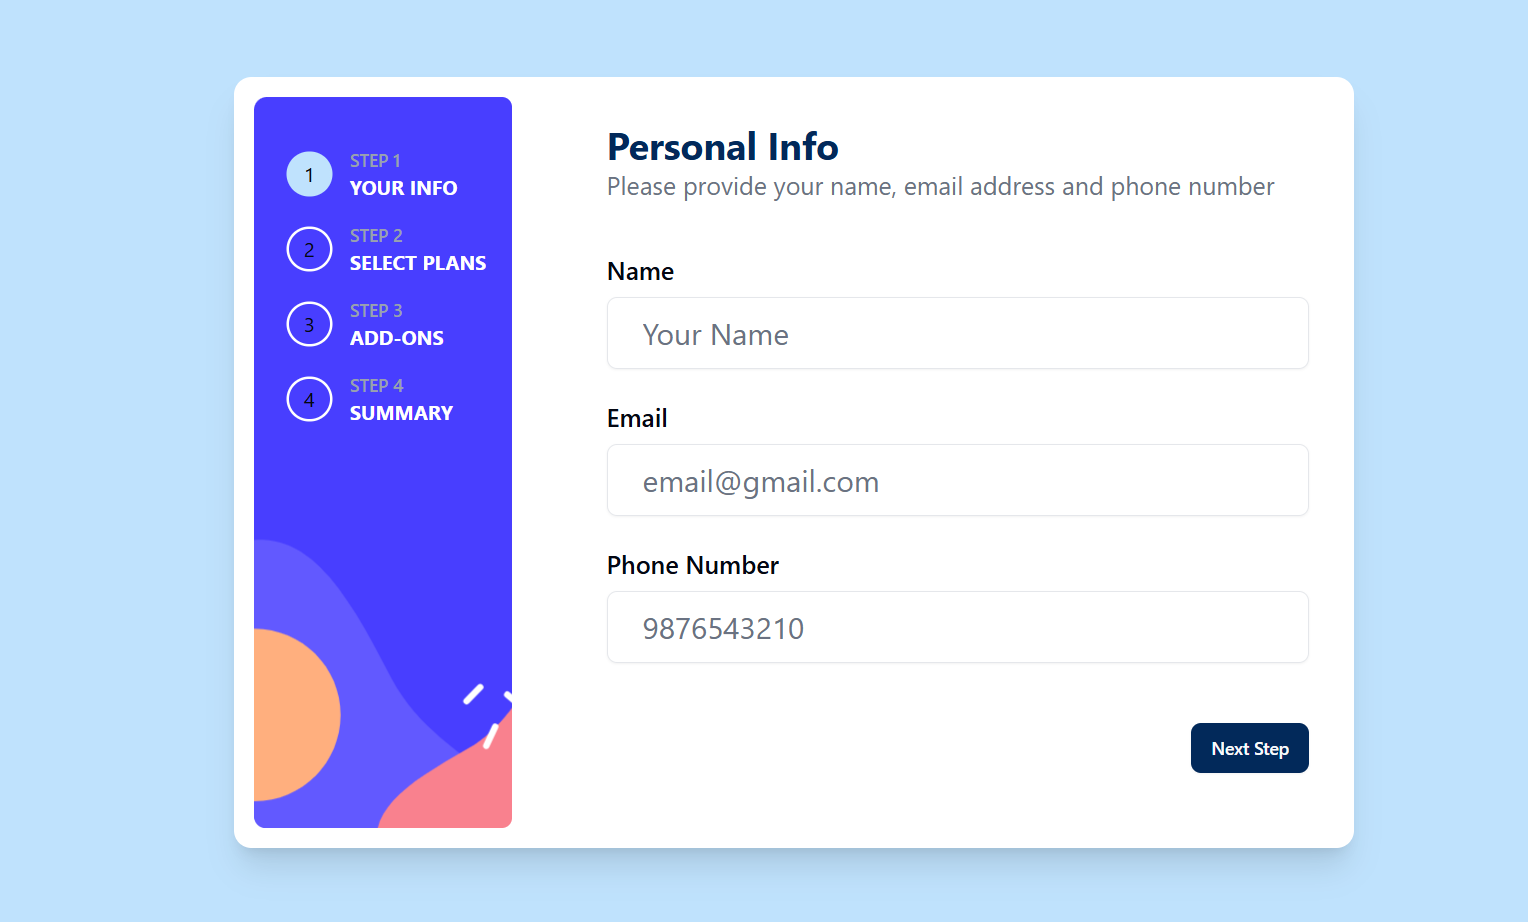 1
STEP 1
YOUR INFO
2
STEP 2
SELECT PLANS
3
STEP 3
ADD-ONS
4
STEP 4
SUMMARY
Personal Info
Please provide your name, email address and phone number
Name
Your Name
Email
email@gmail.com
Phone Number
9876543210
Next Step